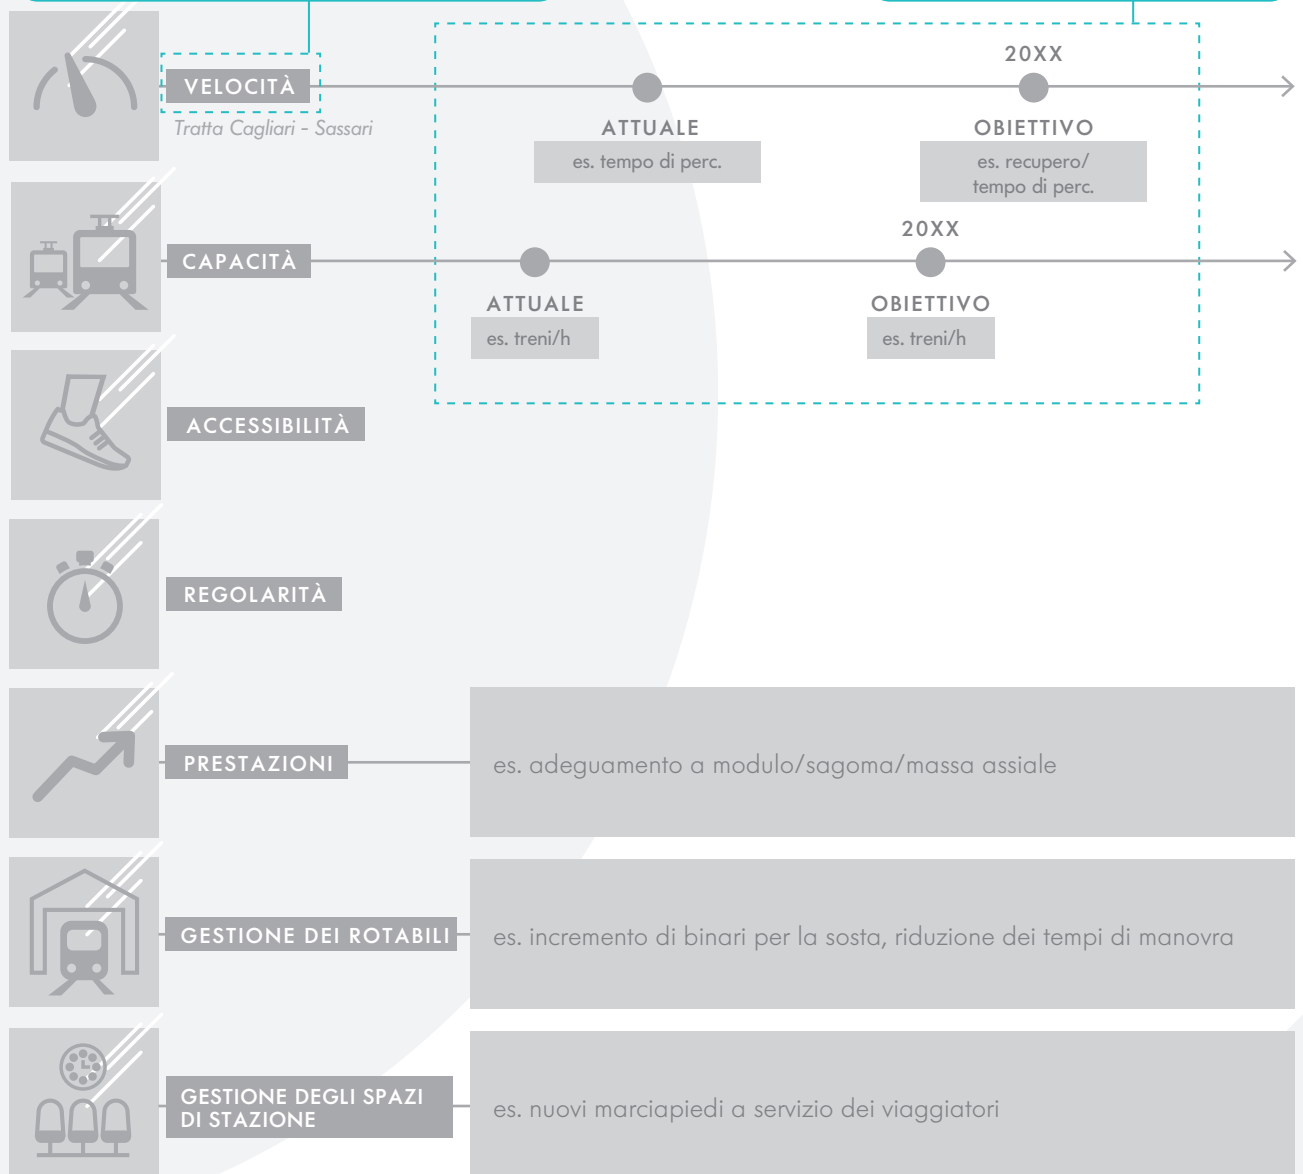 20XX
VELOCITÀ
Tratta Cagliari - Sassari
ATTUALE
OBIETTIVO
es. tempo di perc.
es. recupero/
tempo di perc.
20XX
CAPACITÀ
ATTUALE
OBIETTIVO
es. treni/h
es. treni/h
ACCESSIBILITÀ
REGOLARITÀ
PRESTAZIONI
es. adeguamento a modulo/sagoma/massa assiale
GESTIONE DEI ROTABILI
es. incremento di binari per la sosta, riduzione dei tempi di manovra
GESTIONE DEGLI SPAZI
DI STAZIONE
es. nuovi marciapiedi a servizio dei viaggiatori